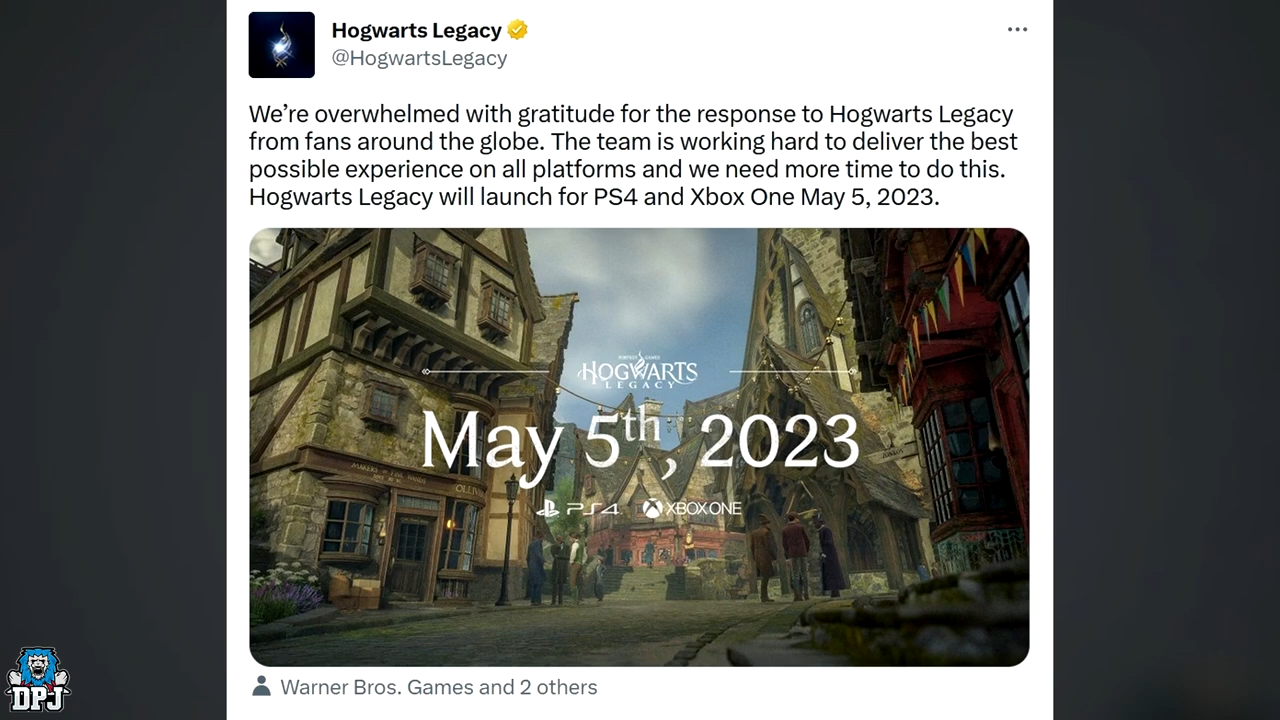 Hogwarts Legacy
@HogwartsLegacy
We’re overwhelmed with gratitude for the response to Hogwarts Legacy
from fans around the globe. The team is working hard to deliver the best
possible experience on all platforms and we need more time to do this.
Hogwarts Legacy will launch for PS4 and Xbox One May 5, 2023.
HOGWARTS
LEGACY
May 5th, 2023
PS4 XBOX ONE
Warner Bros. Games and 2 others
DPJ